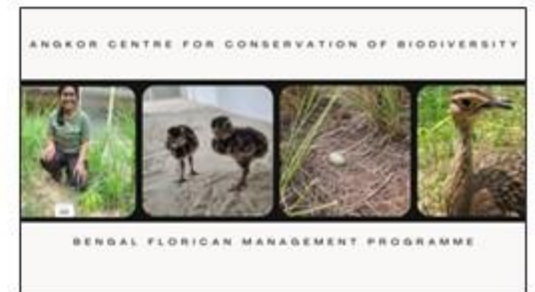 ANGKOR CENTRE FOR CONSERVATION OF BIODIVERSITY
BENGAL FLORICAN MANAGEMENT PROGRAMME